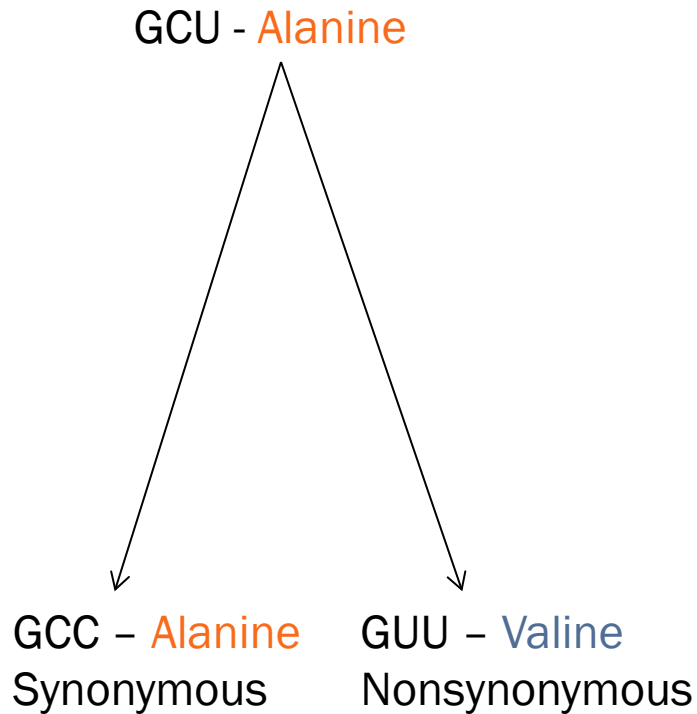 GCU - Alanine
GCC – Alanine
Synonymous
GUU – Valine
Nonsynonymous